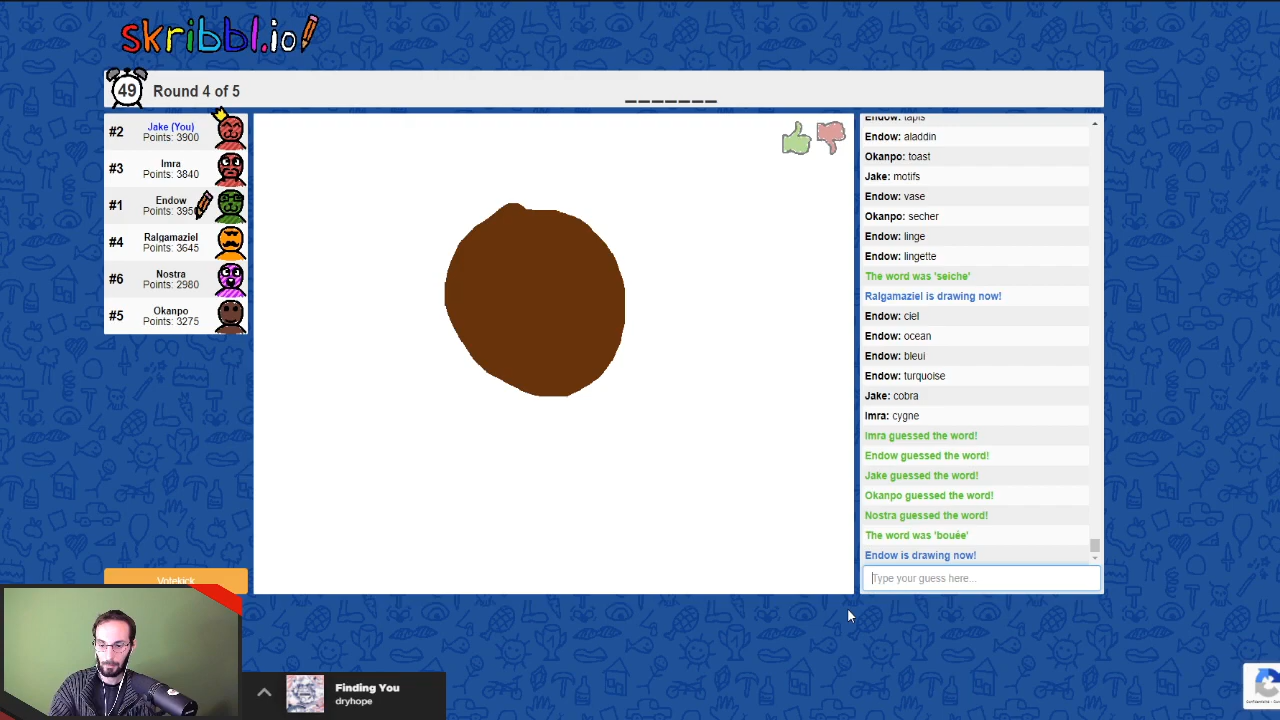 skribbl.io
49
Round 4 of 5
_______
#2
Jake (You)
Points: 3900
#3
Imra
Points: 3840
#1
Endow
#4
Ralgamaziel
Points: 3645
#6
Nostra
#5
Okanpo
Points: 3275
Votekick
Endow: tapis
Endow: aladdin
Okanpo: toast
Jake: motifs
Endow: vase
Okanpo: secher
Endow: linge
Endow: lingette
The word was 'seiche'
Ralgamaziel is drawing now!
Endow: ciel
Endow: ocean
Endow: bleui
Endow: turquoise
Jake: cobra
Imra: cygne
Imra guessed the word!
Endow guessed the word!
Jake guessed the word!
Okanpo guessed the word!
Nostra guessed the word!
The word was 'bouée'
Endow is drawing now!
Type your guess here...
Finding You
dryhope